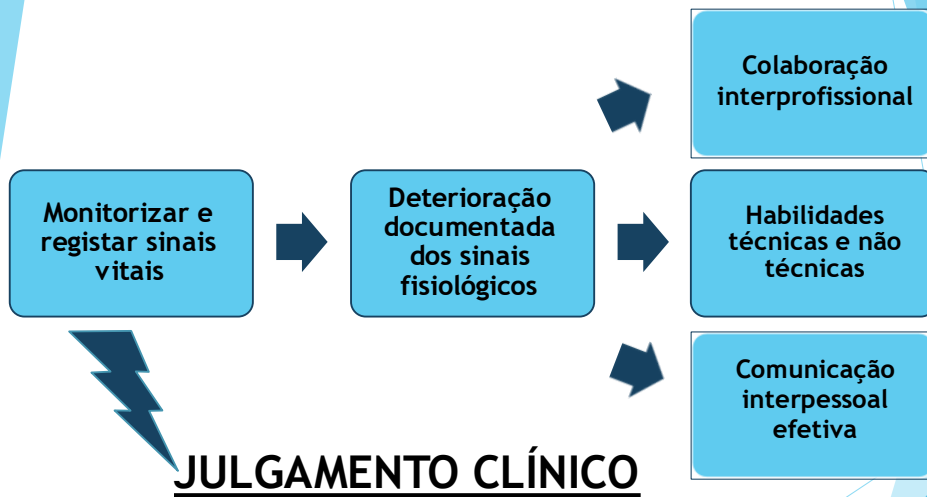 Colaboração
interprofissional
Monitorizar e
registar sinais
vitais
Deterioração
documentada
dos sinais
fisiológicos
Habilidades
técnicas e não
técnicas
Comunicação
interpessoal
efetiva
JULGAMENTO CLÍNICO